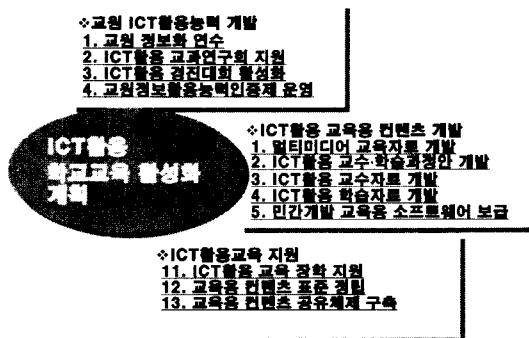 ❖교원 ICT활용능력 개발
1. 교원 정보화 연수
2. ICT활용 교과연구회 지원
3. ICT활용 경진대회 활성화
4. 교원정보활용능력인증제 운영
ICT활용
학교교육 활성화
계획
❖ICT활용 교육용 컨텐츠 개발
1. 멀티미디어 교육자료 개발
2. ICT활용 교수·학습과정안 개발
3. ICT활용 교수자료 개발
4. ICT활용 학습자료 개발
5. 민간개발 교육용 소프트웨어 보급
❖ICT활용교육 지원
11. ICT활용 교육 장학 지원
12. 교육용 컨텐츠 표준 정립
13. 교육용 컨텐츠 공유체제 구축